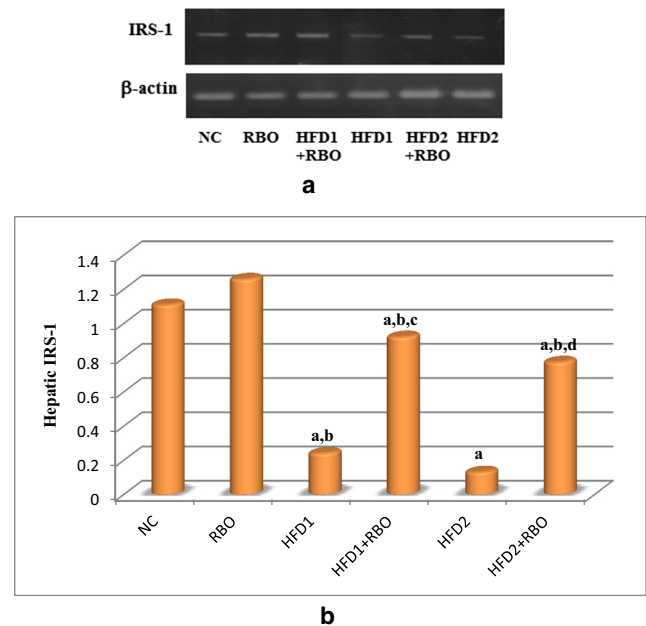 IRS-1
β-actin
NC RBO HFD1 HFD1 HFD2 HFD2
+RBO +RBO
a
Hepatic IRS-1
1.4
1.2
1
0.8
0.6
0.4
0.2
0
a,b
a,b,c
a
a,b,d
NC
RBO
HFD1
HFD1+RBO
HFD2
HFD2+RBO
b